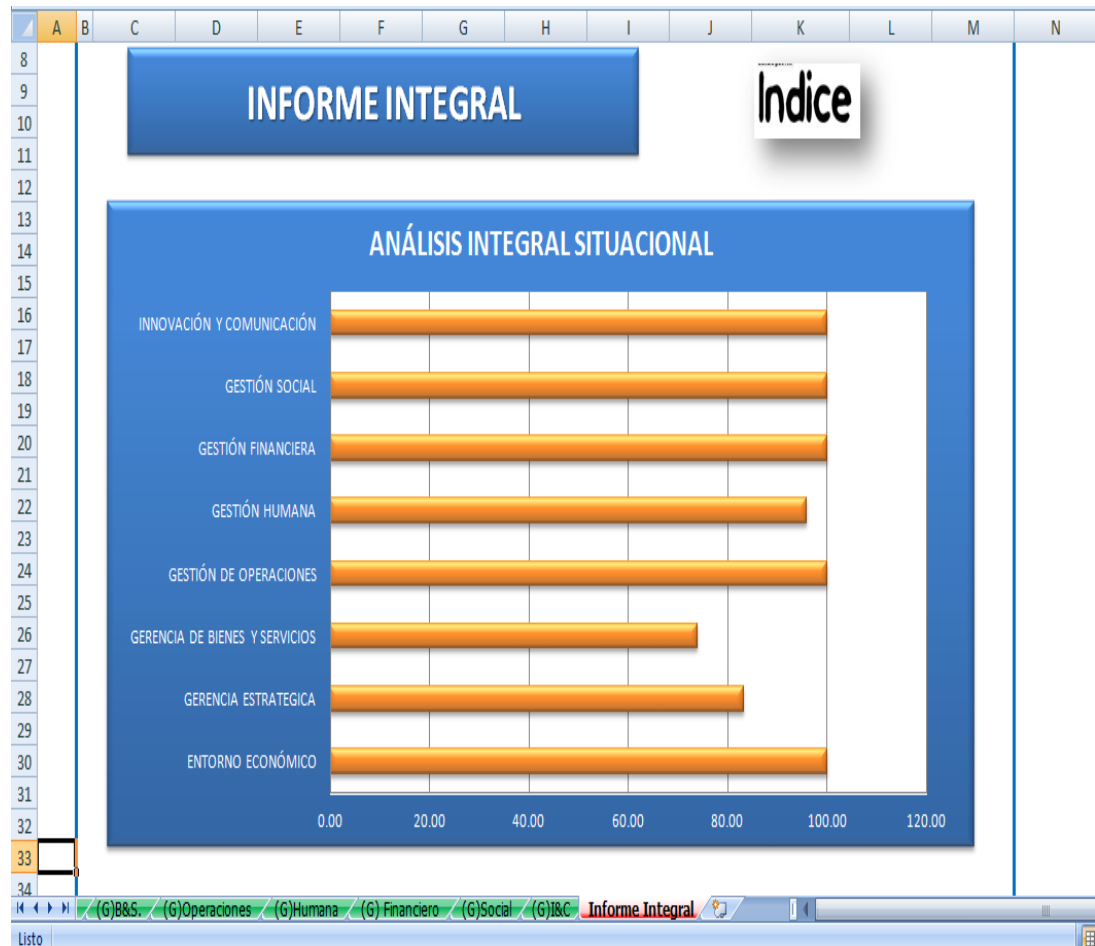 A B C D E F G H I J K L M N
8
9
10
11
12
13
14
15
16
17
18
19
20
21
22
23
24
25
26
27
28
29
30
31
32
33
34
INFORME INTEGRAL
Indice
ANÁLISIS INTEGRAL SITUACIONAL
INNOVACIÓN Y COMUNICACIÓN
GESTIÓN SOCIAL
GESTIÓN FINANCIERA
GESTIÓN HUMANA
GESTIÓN DE OPERACIONES
GERENCIA DE BIENES Y SERVICIOS
GERENCIA ESTRATEGICA
ENTORNO ECONÓMICO
0.00 20.00 40.00 60.00 80.00 100.00 120.00
(G)B&S. (G)Operaciones (G)Humana (G) Financiero (G)Social (G)I&C Informe Integral
Listo